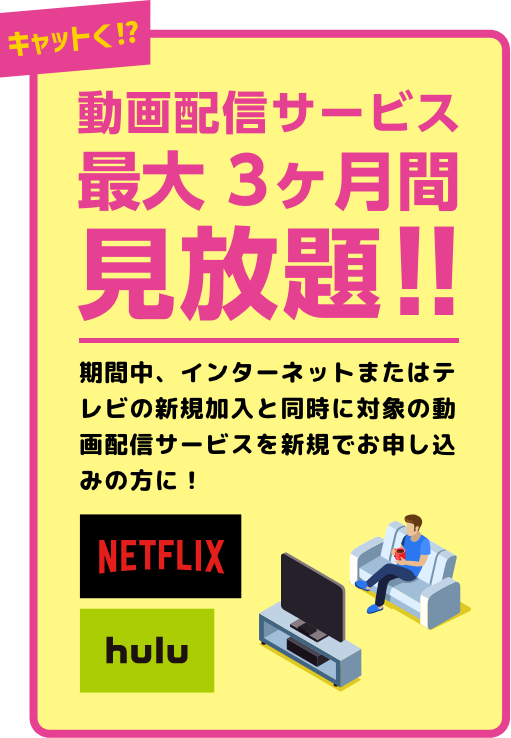 キャットく!?
動画配信サービス
最大 3ヶ月間
見放題!!
期間中、インターネットまたはテ
レビの新規加入と同時に対象の動
画配信サービスを新規でお申し込
みの方に！
NETFLIX
hulu